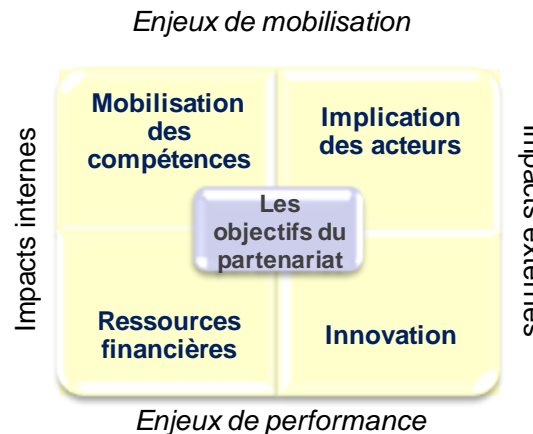 Enjeux de mobilisation
Impacts internes
Mobilisation
des
compétences
Implication
des acteurs
Les
objectifs du
partenariat
Ressources
financières
Innovation
Impacts externes
Enjeux de performance